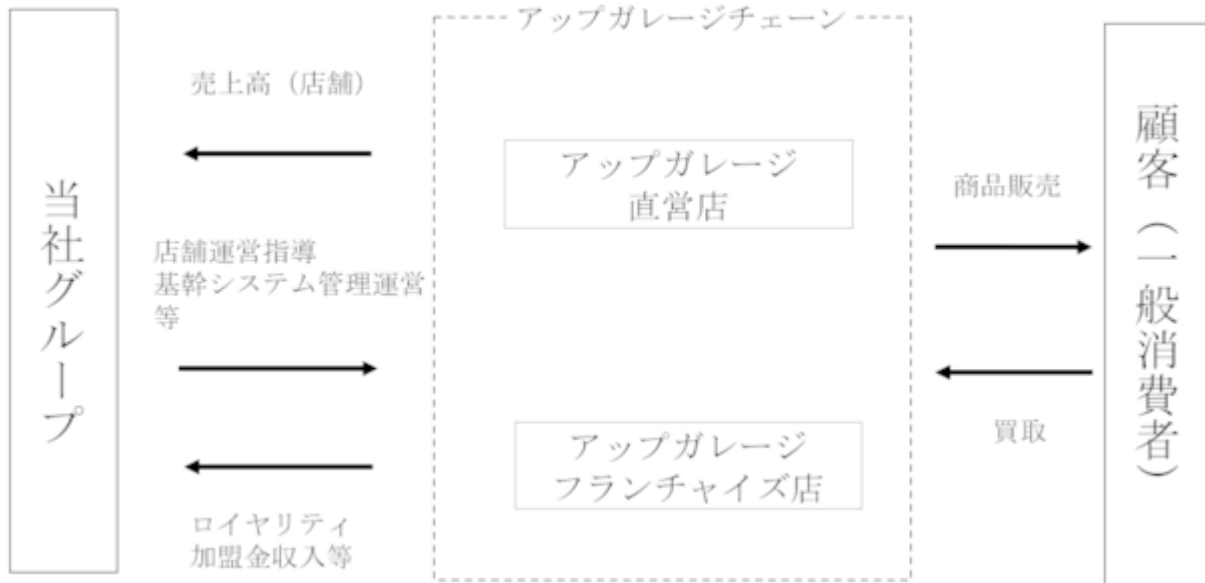 アップガレージチェーン
当社グループ
売上高（店舗）
店舗運営指導
基幹システム管理運営
等
ロイヤリティ
加盟金収入等
アップガレージ
直営店
アップガレージ
フランチャイズ店
商品販売
買取
顧客（一般消費者）